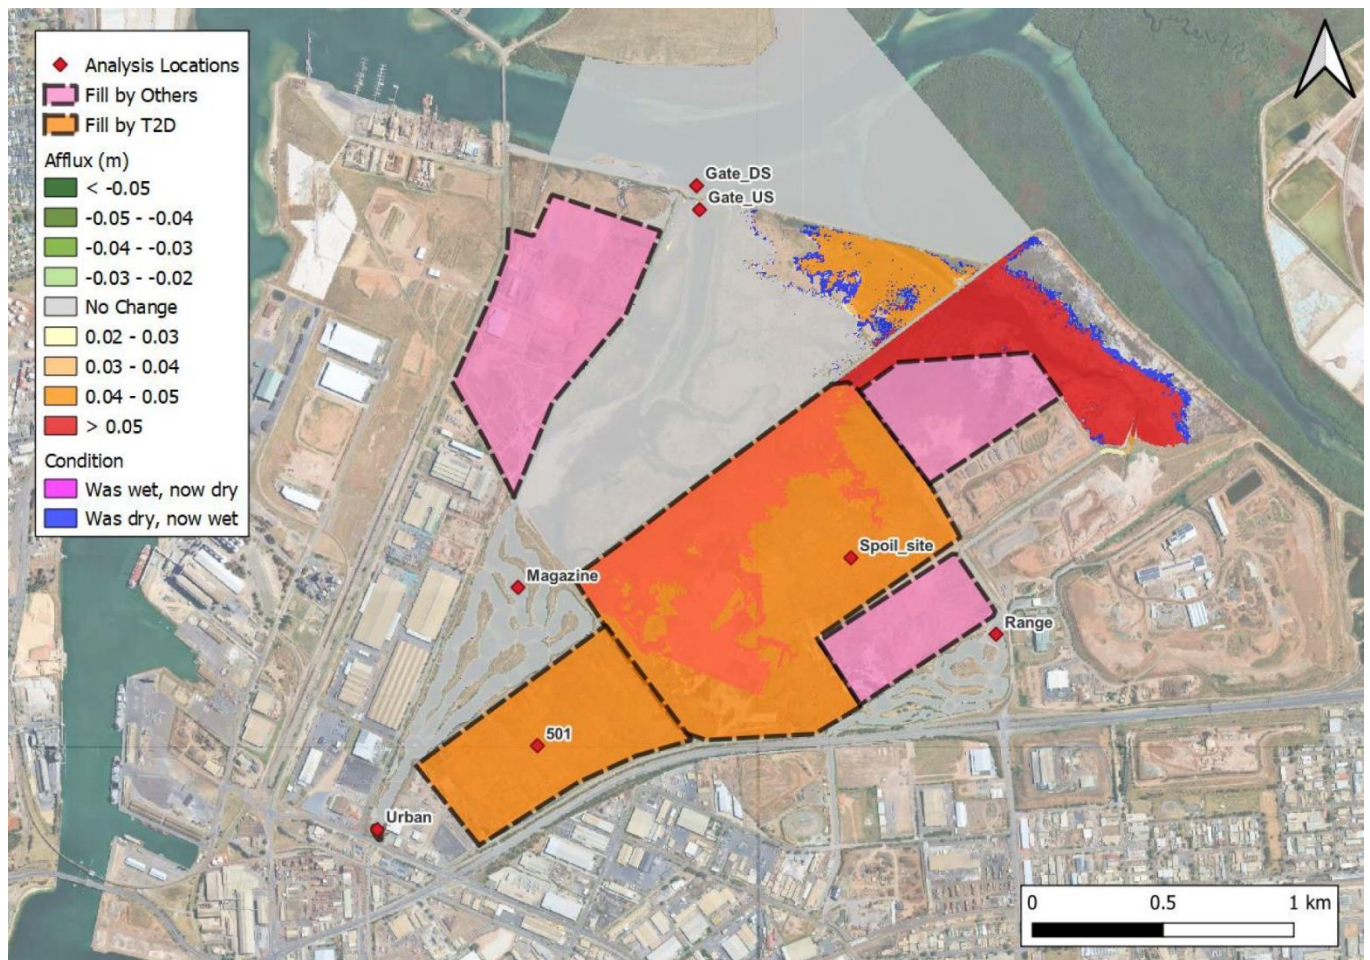 Analysis Locations
Fill by Others
Fill by T2D
Afflux (m)
< -0.05
-0.05 - -0.04
-0.04 - -0.03
-0.03 - -0.02
No Change
0.02 - 0.03
0.03 - 0.04
0.04 - 0.05
> 0.05
Condition
Was wet, now dry
Was dry, now wet
Gate_DS
Gate_US
Spoil_site
Magazine
Range
501
Urban
0 0.5 1 km